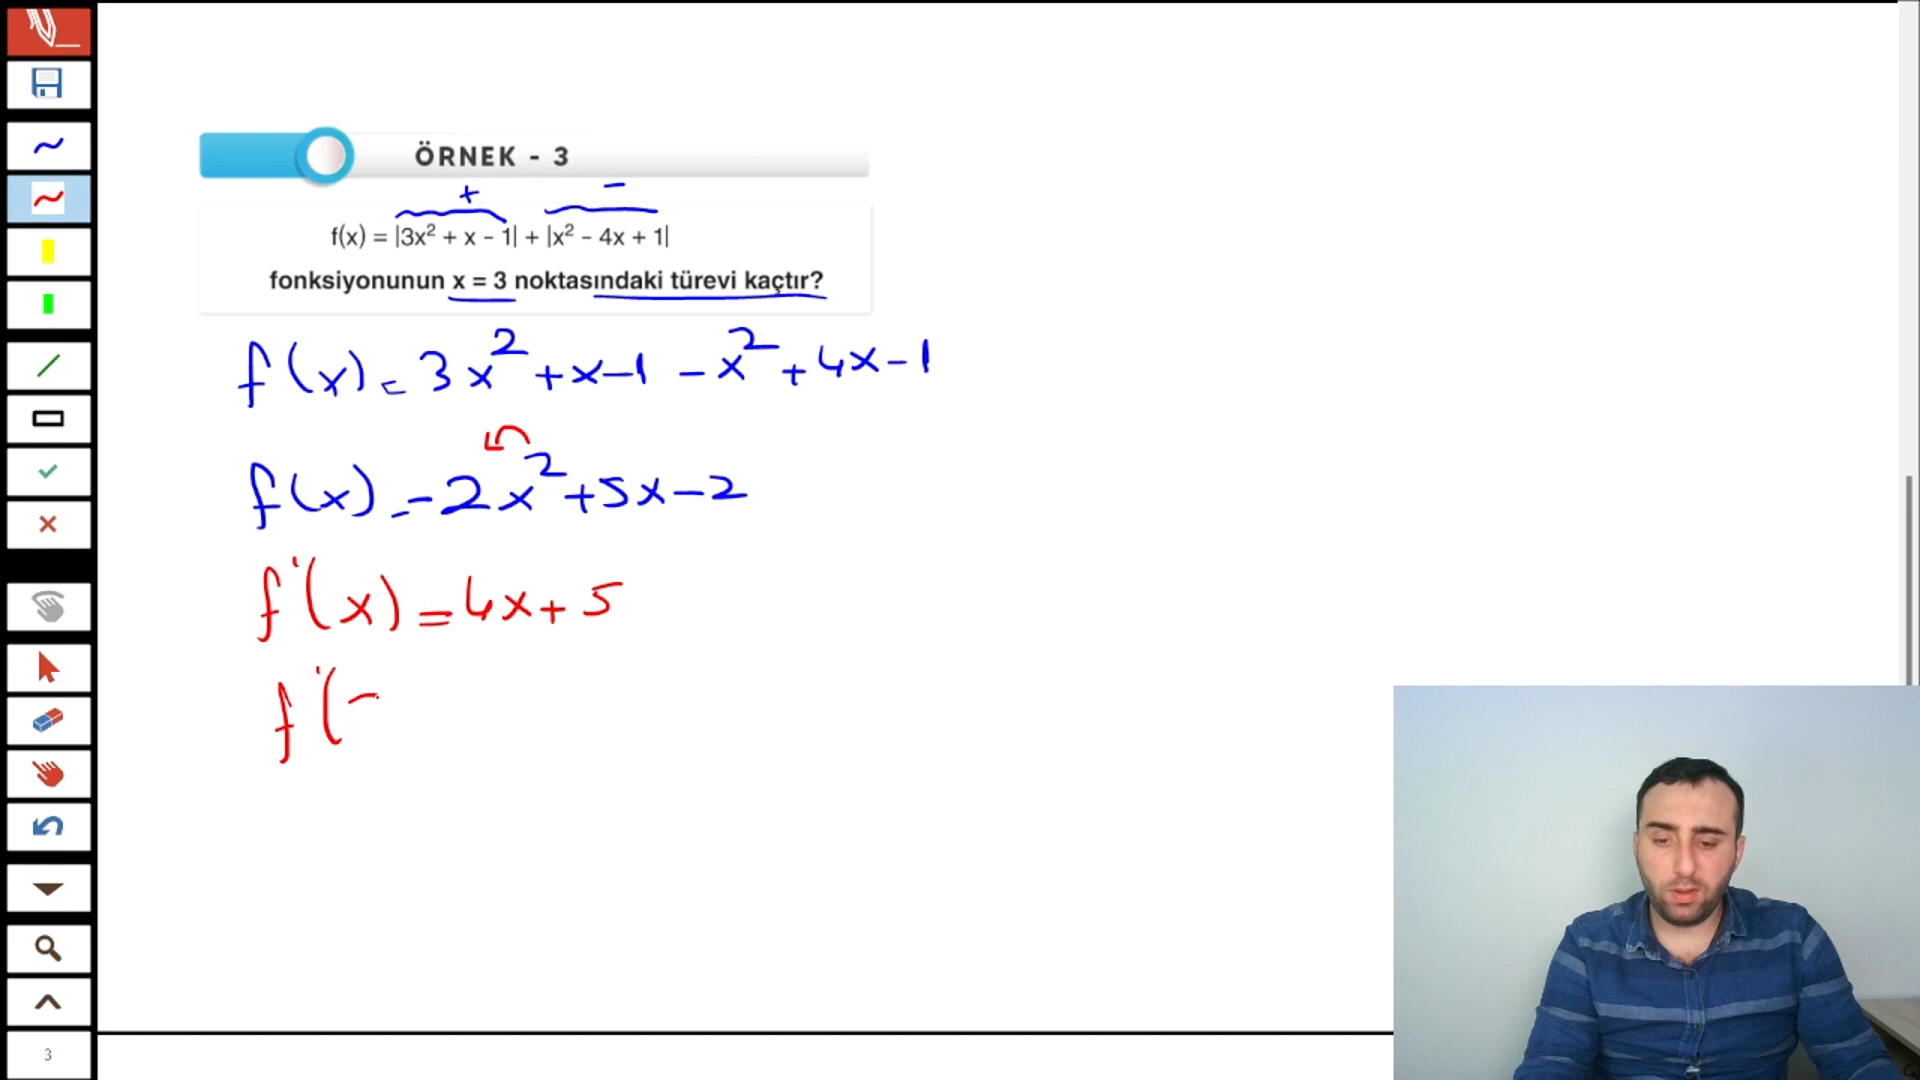 ÖRNEK - 3
+ −
f(x) = |3x² + x − 1| + |x² − 4x + 1|
fonksiyonunun x = 3 noktasındaki türevi kaçtır?
f(x) = 3x² + x − 1 − x² + 4x − 1
f(x) = 2x² + 5x − 2
f'(x) = 4x + 5
f'(
3